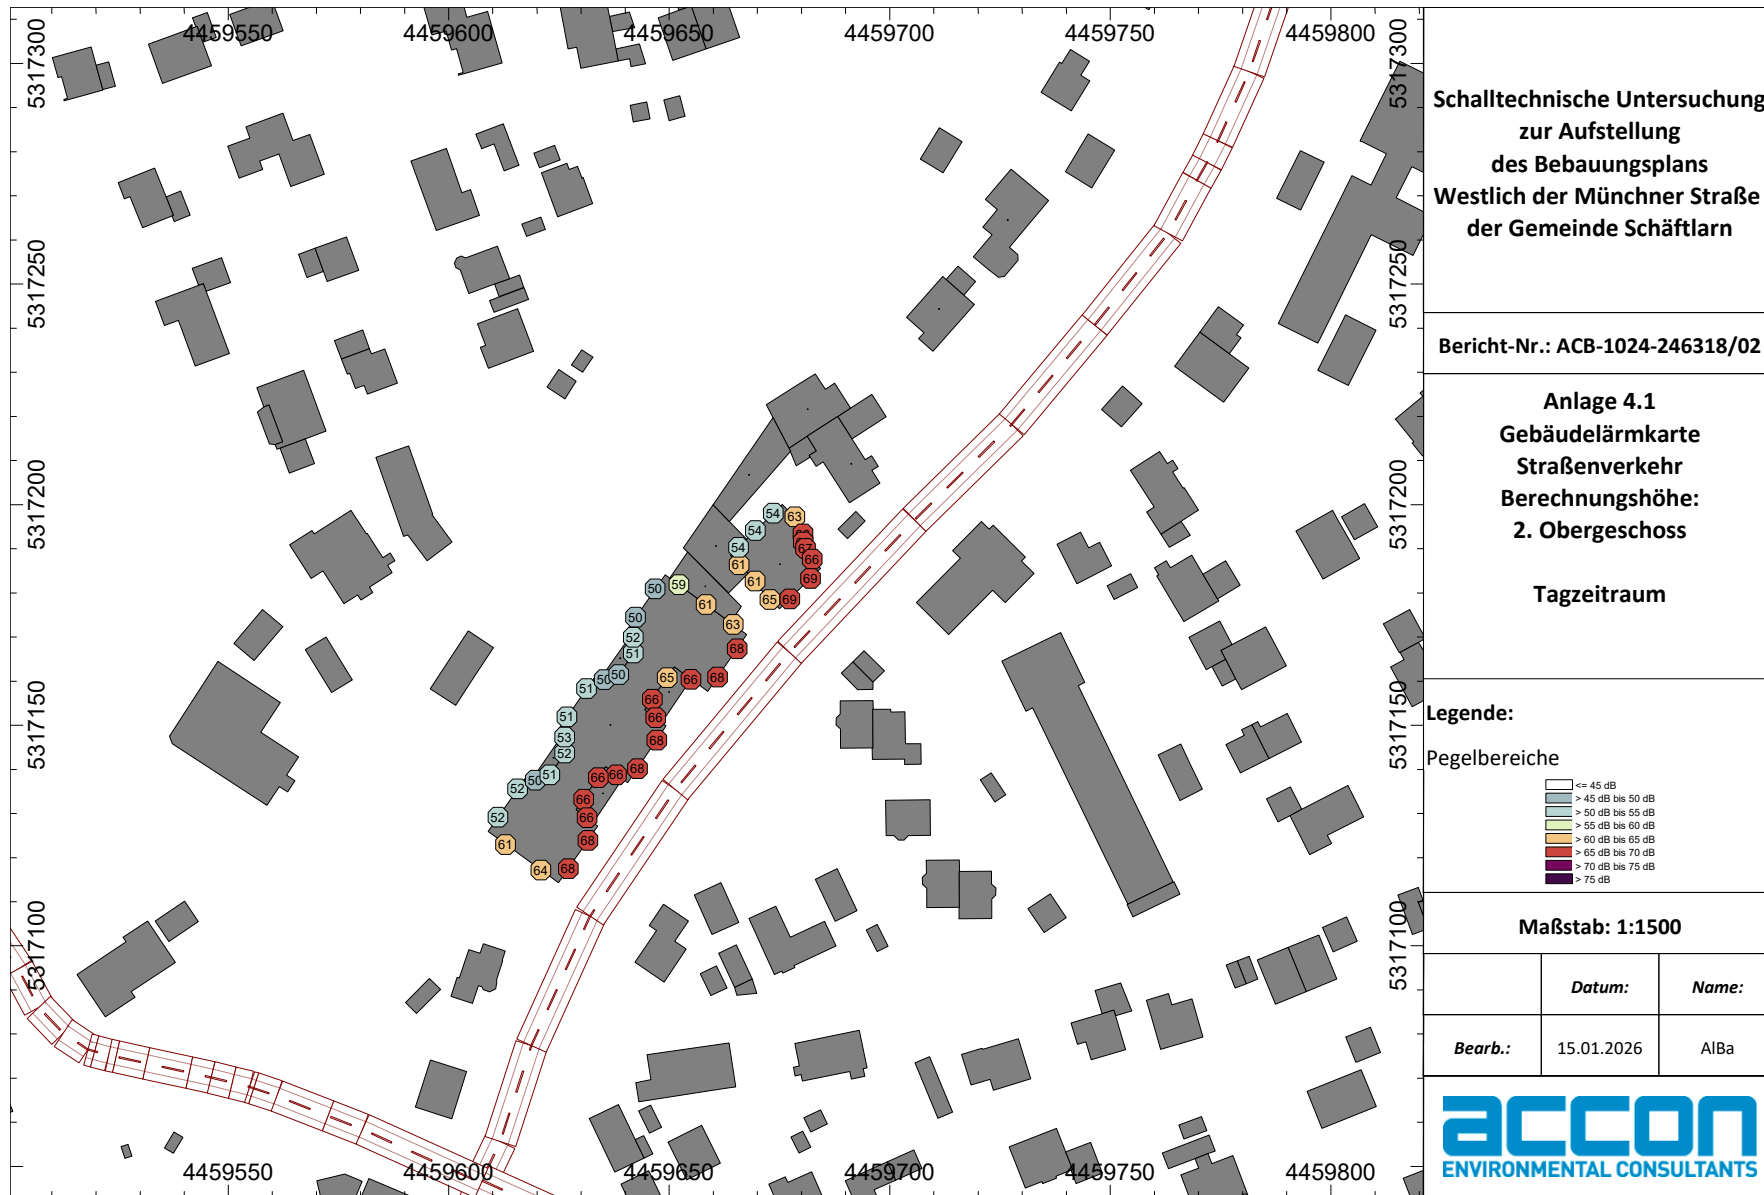 4459550
4459600
4459650
4459700
4459750
4459800
5317300
5317250
5317200
5317150
5317100
5317300
5317250
5317200
5317150
5317100
54
63
54
54
67
66
61
69
61
65
69
50
59
61
50
63
52
51
68
50
50
65
66
68
51
66
51
66
53
68
52
50
51
66
66
68
52
66
52
66
61
68
64
68
4459550
4459600
4459650
4459700
4459750
4459800
Schalltechnische Untersuchung
zur Aufstellung
des Bebauungsplans
Westlich der Münchner Straße
der Gemeinde Schäftlarn
Bericht-Nr.: ACB-1024-246318/02
Anlage 4.1
Gebäudelärmkarte
Straßenverkehr
Berechnungshöhe:
2. Obergeschoss
Tagzeitraum
Legende:
Pegelbereiche
<= 45 dB
> 45 dB bis 50 dB
> 50 dB bis 55 dB
> 55 dB bis 60 dB
> 60 dB bis 65 dB
> 65 dB bis 70 dB
> 70 dB bis 75 dB
> 75 dB
Maßstab: 1:1500
Datum: Name:
Bearb.: 15.01.2026 AlBa
accon
ENVIRONMENTAL CONSULTANTS